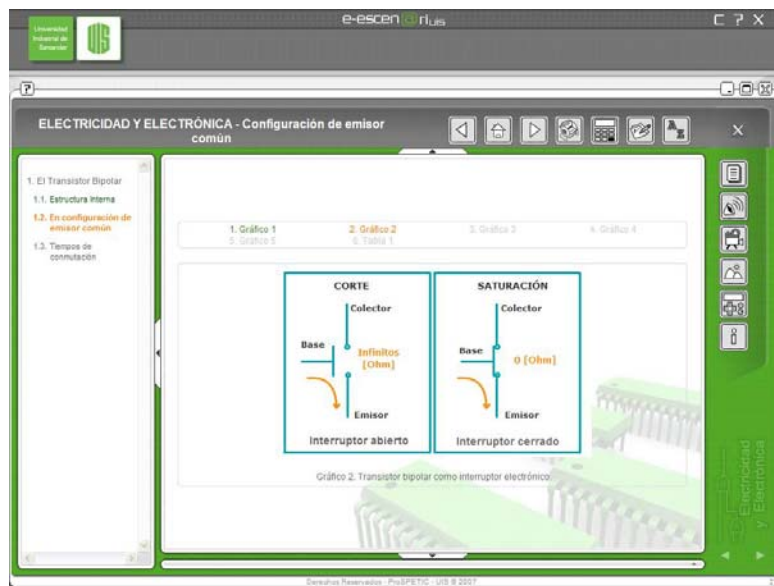 Universidad
Industrial de
Santander
UIS
e-escen@riUIS
ELECTRICIDAD Y ELECTRÓNICA - Configuración de emisor
común
1. El Transistor Bipolar
1.1. Estructura Interna
1.2. En configuración de
emisor común
1.3. Tiempos de
conmutación
1. Gráfico 1
2. Gráfico 2
3. Gráfico 3
4. Gráfico 4
5. Gráfico 5
6. Tabla 1
CORTE
Colector
Base
Infinitos
[Ohm]
Emisor
Interruptor abierto
SATURACIÓN
Colector
Base
0 [Ohm]
Emisor
Interruptor cerrado
Gráfico 2. Transistor bipolar como interruptor electrónico.
Electricidad
y Electrónica
Derechos Reservados - ProSPETIC - UIS © 2007